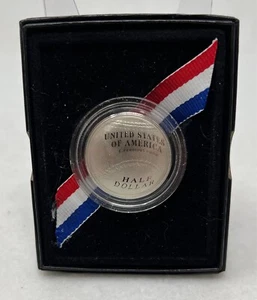 UNITED STATES
OF AMERICA
HALF
DOLLAR